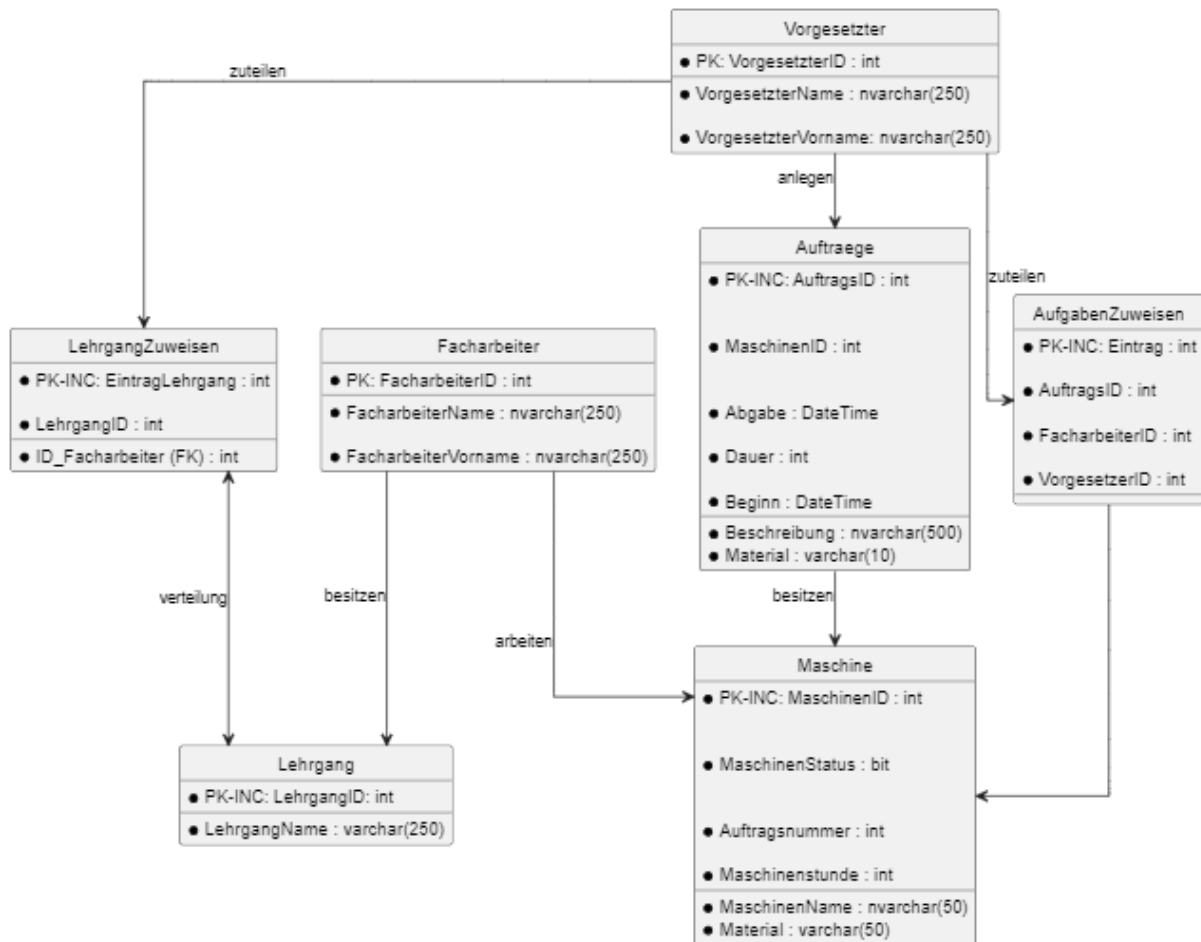 Vorgesetzter
PK: VorgesetzterID : int
VorgesetzterName : nvarchar(250)
VorgesetzterVorname: nvarchar(250)
zuteilen
anlegen
zuteilen
Auftraege
PK-INC: AuftragsID : int
MaschinenID : int
Abgabe : DateTime
Dauer : int
Beginn : DateTime
Beschreibung : nvarchar(500)
Material : varchar(10)
AufgabenZuweisen
PK-INC: Eintrag : int
AuftragsID : int
FacharbeiterID : int
VorgesetzerID : int
LehrgangZuweisen
PK-INC: EintragLehrgang : int
LehrgangID : int
ID_Facharbeiter (FK) : int
Facharbeiter
PK: FacharbeiterID : int
FacharbeiterName : nvarchar(250)
FacharbeiterVorname : nvarchar(250)
verteilung
besitzen
arbeiten
besitzen
Maschine
PK-INC: MaschinenID : int
MaschinenStatus : bit
Auftragsnummer : int
Maschinenstunde : int
MaschinenName : nvarchar(50)
Material : varchar(50)
Lehrgang
PK-INC: LehrgangID: int
LehrgangName : varchar(250)